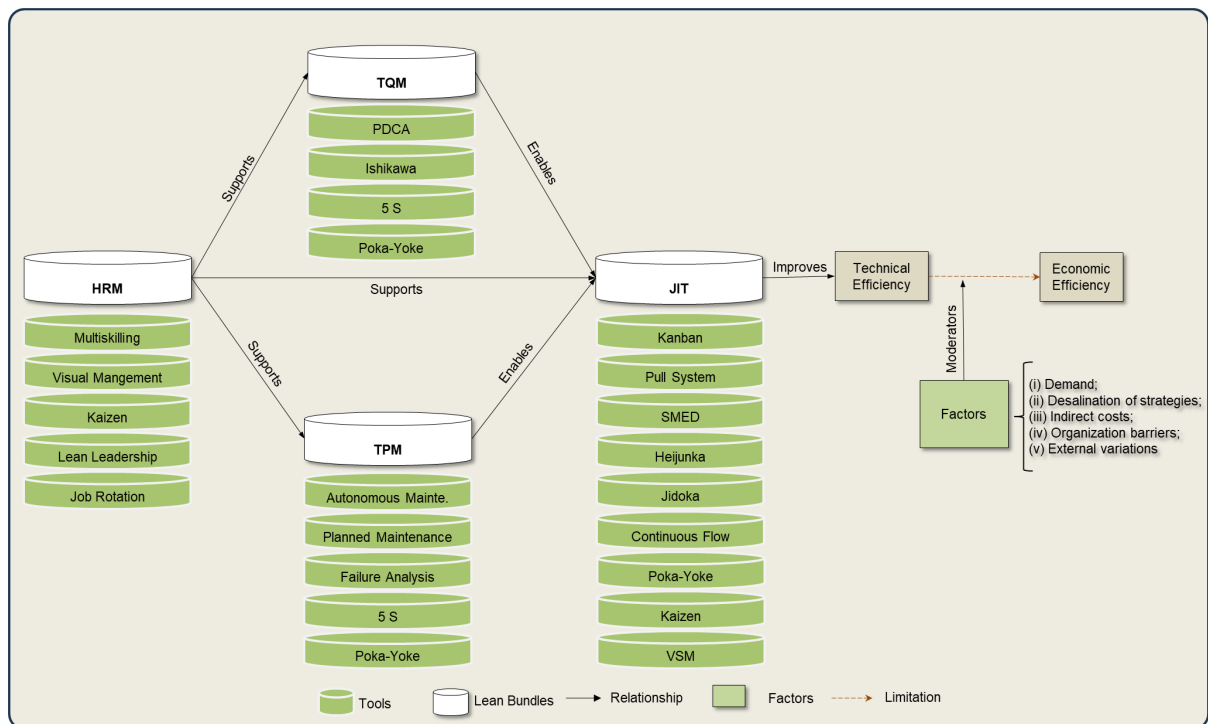 TQM
PDCA
Ishikawa
5 S
Poka-Yoke
Supports
Enables
HRM
Multiskilling
Visual Mangement
Kaizen
Lean Leadership
Job Rotation
Supports
Supports
Enables
TPM
Autonomous Mainte.
Planned Maintenance
Failure Analysis
5 S
Poka-Yoke
JIT
Kanban
Pull System
SMED
Heijunka
Jidoka
Continuous Flow
Poka-Yoke
Kaizen
VSM
Improves
Technical
Efficiency
Economic
Efficiency
Moderators
Factors
(i) Demand;
(ii) Desalination of strategies;
(iii) Indirect costs;
(iv) Organization barriers;
(v) External variations
Tools
Lean Bundles
Relationship
Factors
Limitation